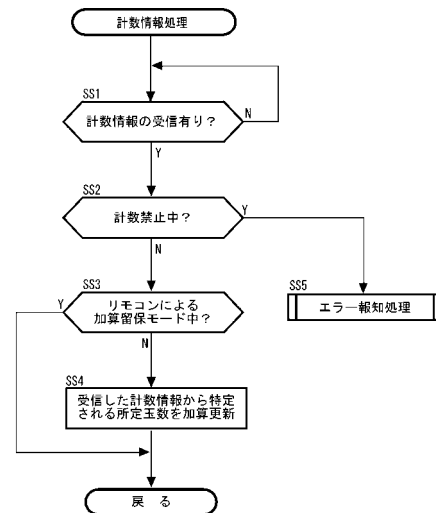 計数情報処理
SS1
計数情報の受信有り？
N
Y
SS2
計数禁止中？
Y
N
SS3
リモコンによる
加算留保モード中？
Y
N
SS5
エラー報知処理
SS4
受信した計数情報から特定
される所定玉数を加算更新
戻る